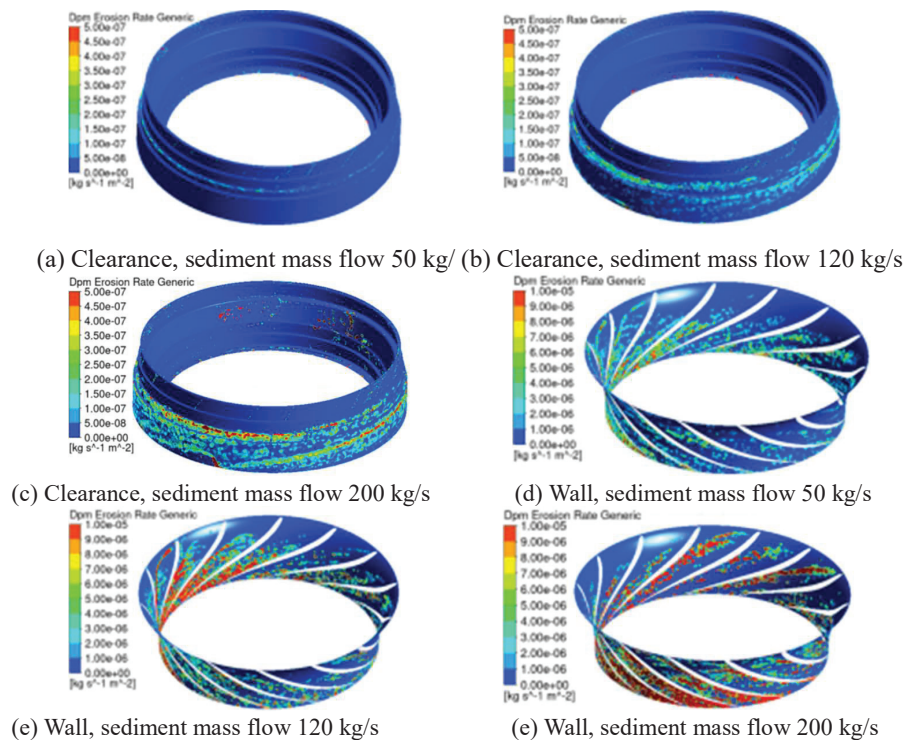 Dpm Erosion Rate Generic
5.00e-07
4.50e-07
4.00e-07
3.50e-07
3.00e-07
2.50e-07
2.00e-07
1.50e-07
1.00e-07
5.00e-08
0.00e+00
[kg s^-1 m^-2]
Dpm Erosion Rate Generic
5.00e-07
4.50e-07
4.00e-07
3.50e-07
3.00e-07
2.50e-07
2.00e-07
1.50e-07
1.00e-07
5.00e-08
0.00e+00
[kg s^-1 m^-2]
(a) Clearance, sediment mass flow 50 kg/ (b) Clearance, sediment mass flow 120 kg/s
Dpm Erosion Rate Generic
5.00e-07
4.50e-07
4.00e-07
3.50e-07
3.00e-07
2.50e-07
2.00e-07
1.50e-07
1.00e-07
5.00e-08
0.00e+00
[kg s^-1 m^-2]
Dpm Erosion Rate Generic
1.00e-05
9.00e-06
8.00e-06
7.00e-06
6.00e-06
5.00e-06
4.00e-06
3.00e-06
2.00e-06
1.00e-06
0.00e+00
[kg s^-1 m^-2]
(c) Clearance, sediment mass flow 200 kg/s
(d) Wall, sediment mass flow 50 kg/s
Dpm Erosion Rate Generic
1.00e-05
9.00e-06
8.00e-06
7.00e-06
6.00e-06
5.00e-06
4.00e-06
3.00e-06
2.00e-06
1.00e-06
0.00e+00
[kg s^-1 m^-2]
Dpm Erosion Rate Generic
1.00e-05
9.00e-06
8.00e-06
7.00e-06
6.00e-06
5.00e-06
4.00e-06
3.00e-06
2.00e-06
1.00e-06
0.00e+00
[kg s^-1 m^-2]
(e) Wall, sediment mass flow 120 kg/s
(e) Wall, sediment mass flow 200 kg/s